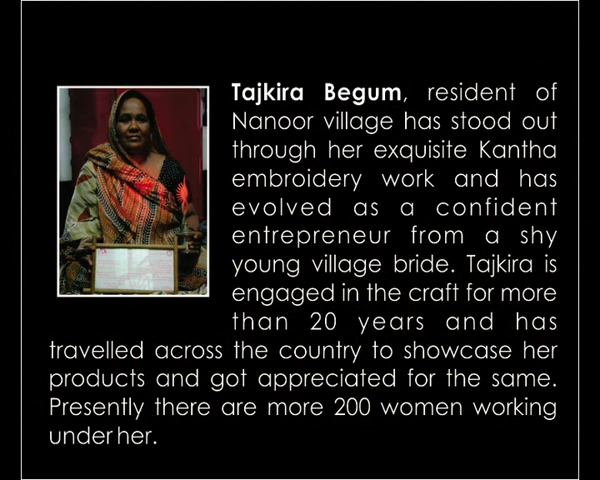 Tajkira Begum, resident of
Nanoor village has stood out
through her exquisite Kantha
embroidery work and has
evolved as a confident
entrepreneur from a shy
young village bride. Tajkira is
engaged in the craft for more
than 20 years and has
travelled across the country to showcase her
products and got appreciated for the same.
Presently there are more 200 women working
under her.